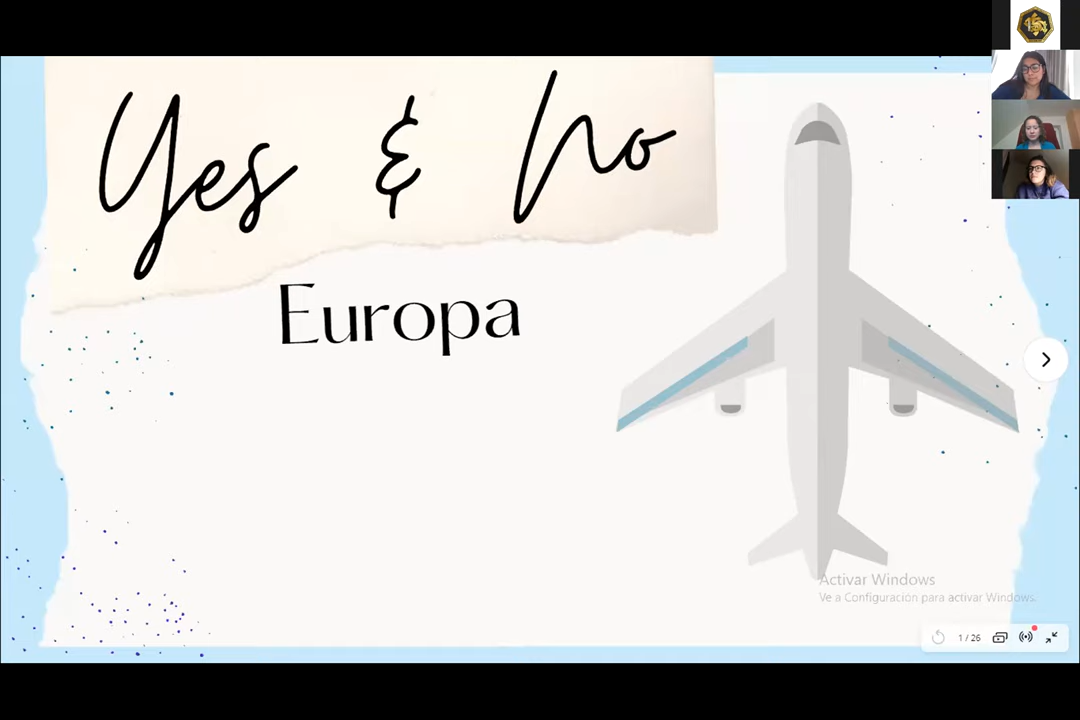 Yes & No
Europa
Activar Windows
Ve a Configuración para activar Windows.
1 / 26